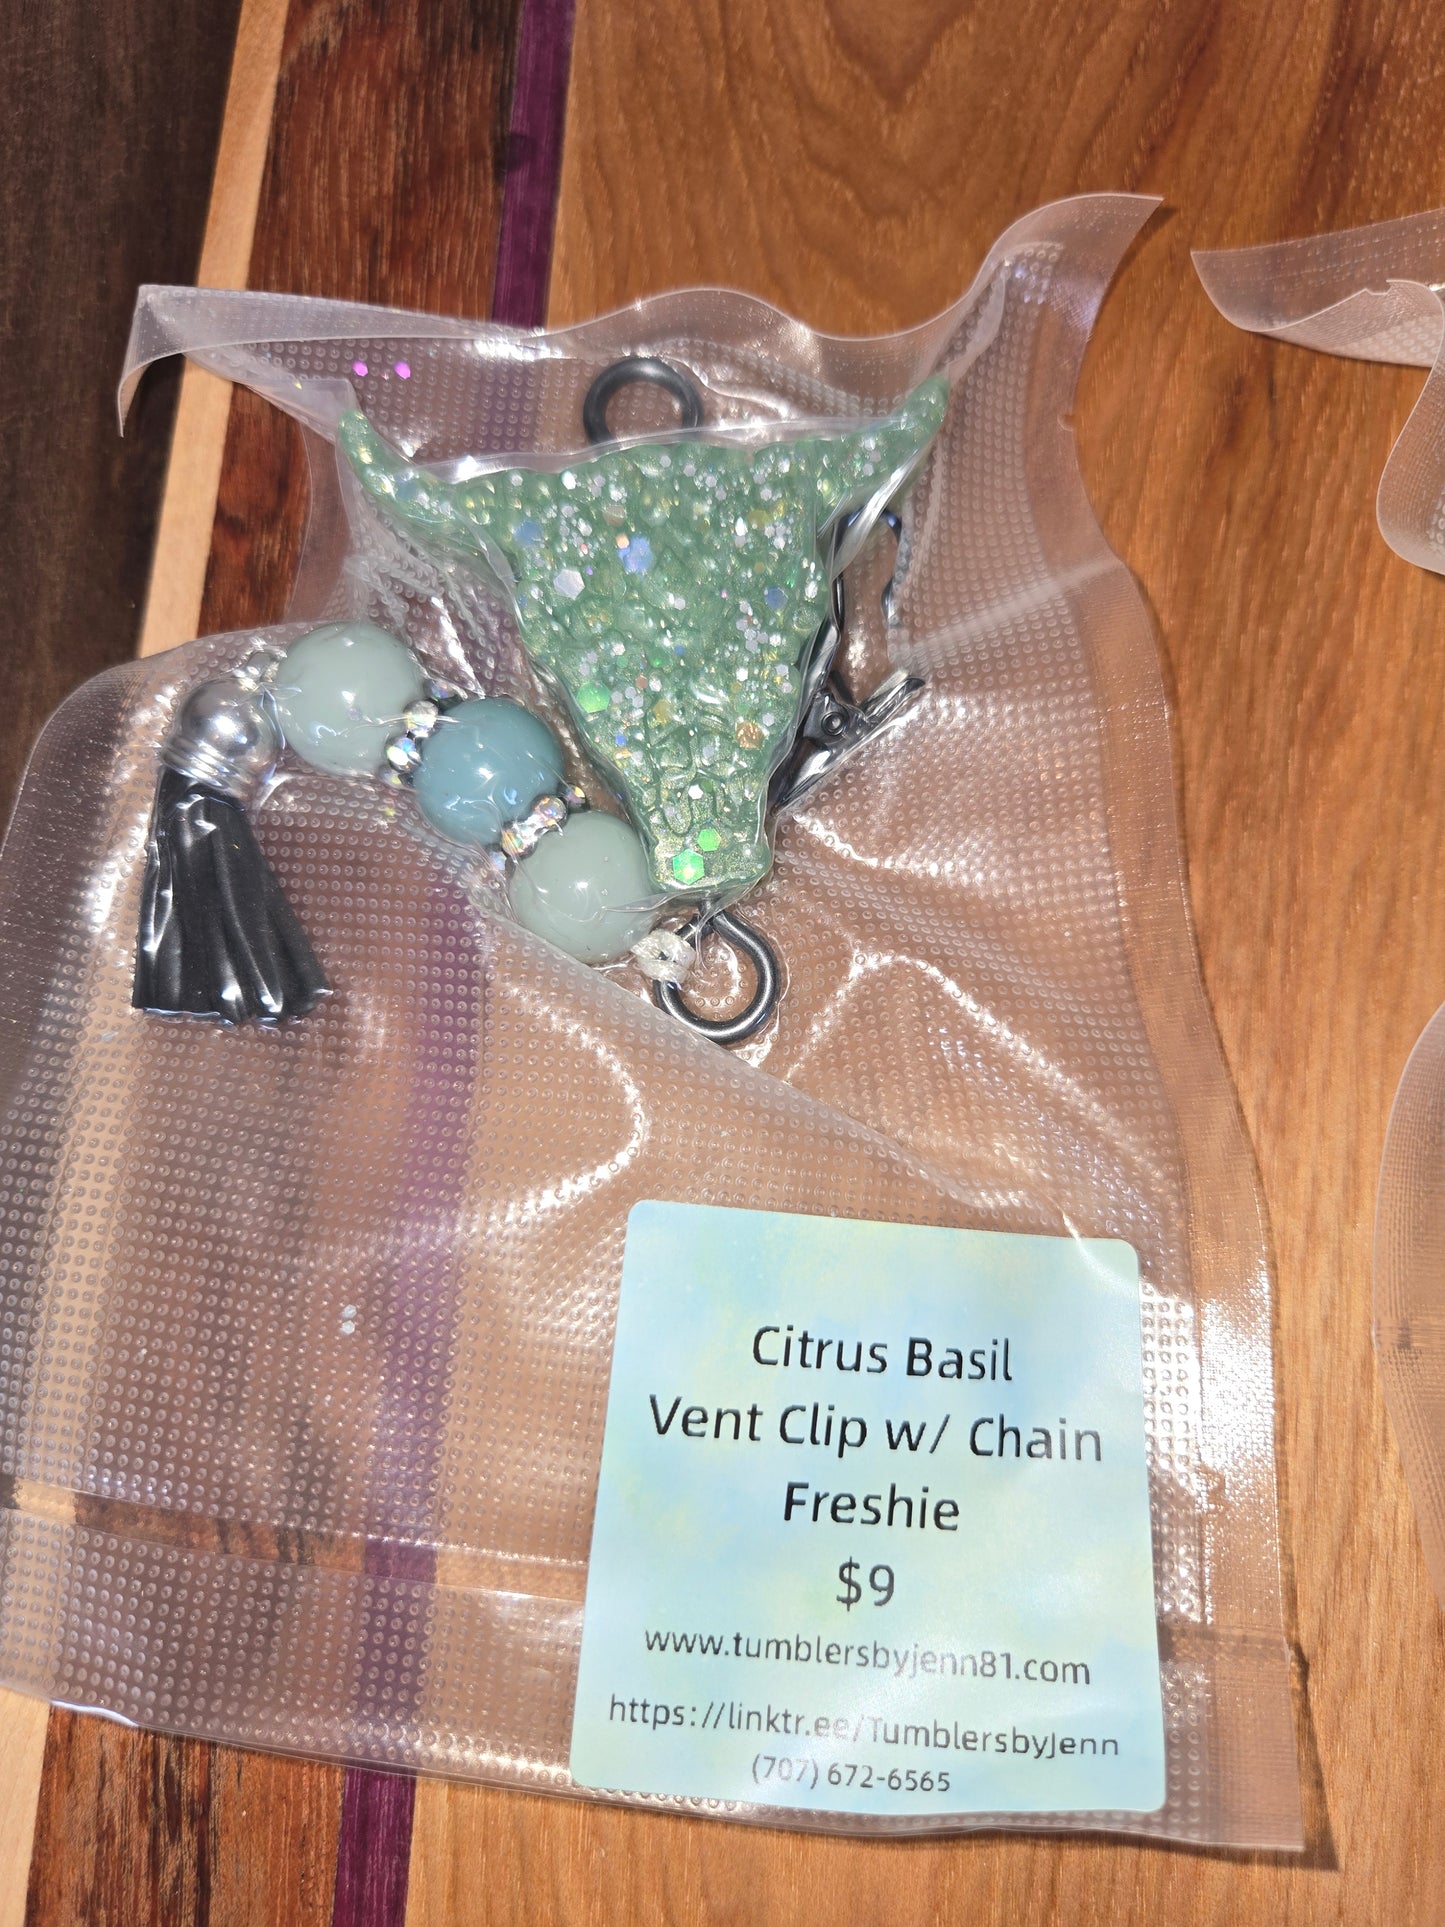 Citrus Basil
Vent Clip w/ Chain
Freshie
$9
www.tumblersbyjenn81.com
https://linktr.ee/TumblersbyJenn
(707) 672-6565